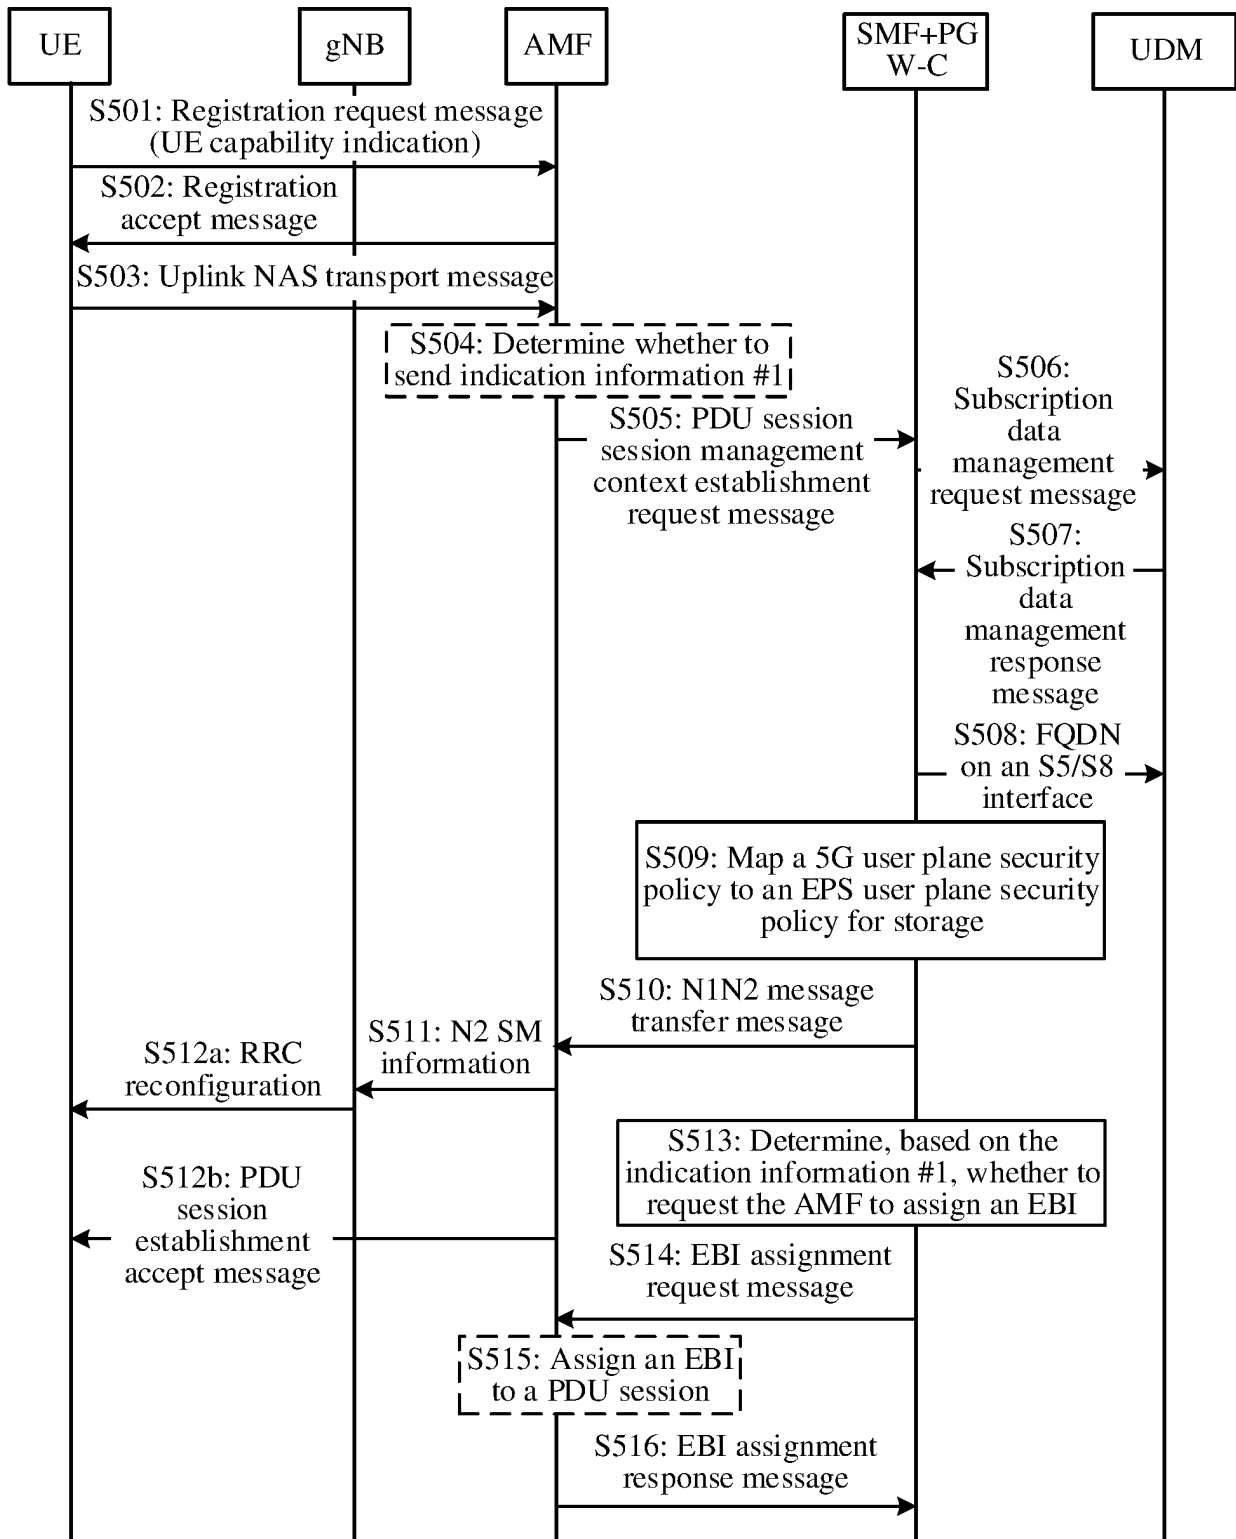 UE
gNB
AMF
SMF+PG
W-C
UDM
S501: Registration request message
(UE capability indication)
S502: Registration
accept message
S503: Uplink NAS transport message
S504: Determine whether to
send indication information #1
S505: PDU session
session management
context establishment
request message
S506:
Subscription
data
management
request message
S507:
Subscription
data
management
response
message
S508: FQDN
on an S5/S8
interface
S509: Map a 5G user plane security
policy to an EPS user plane security
policy for storage
S510: N1N2 message
transfer message
S511: N2 SM
information
S512a: RRC
reconfiguration
S513: Determine, based on the
indication information #1, whether to
request the AMF to assign an EBI
S512b: PDU
session
establishment
accept message
S514: EBI assignment
request message
S515: Assign an EBI
to a PDU session
S516: EBI assignment
response message